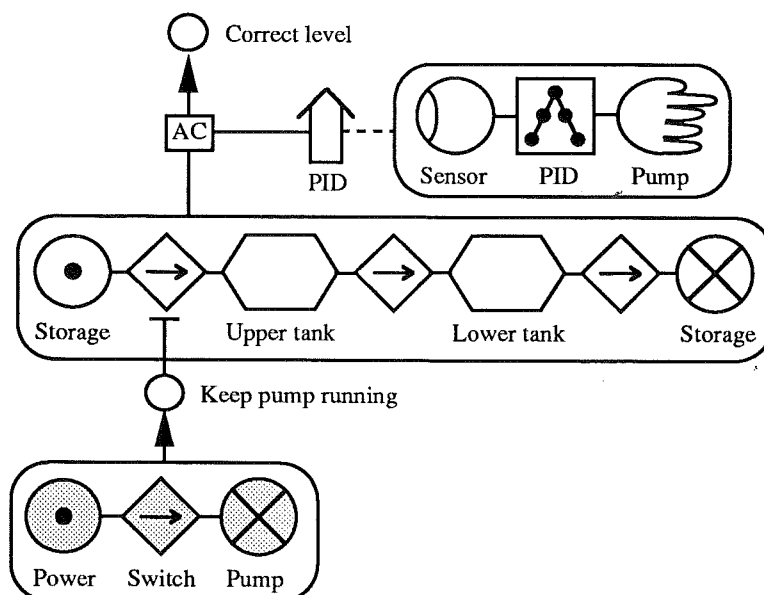 Correct level
AC
PID
Sensor PID Pump
Storage Upper tank Lower tank Storage
Keep pump running
Power Switch Pump